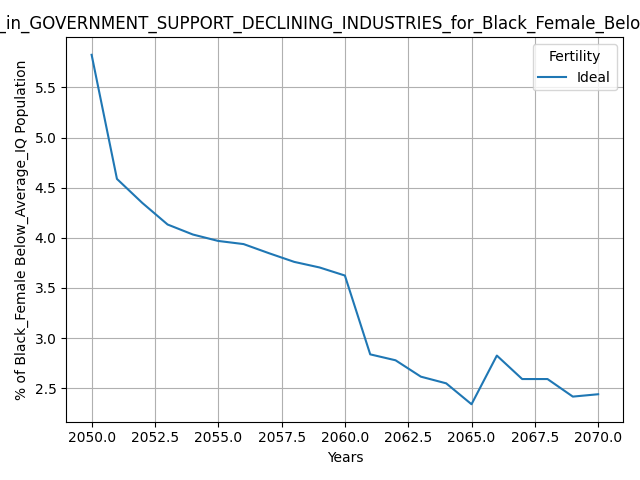 _in_GOVERNMENT_SUPPORT_DECLINING_INDUSTRIES_for_Black_Female_Belo
% of Black_Female Below_Average_IQ Population
Fertility
Ideal
5.5
5.0
4.5
4.0
3.5
3.0
2.5
2050.0 2052.5 2055.0 2057.5 2060.0 2062.5 2065.0 2067.5 2070.0
Years